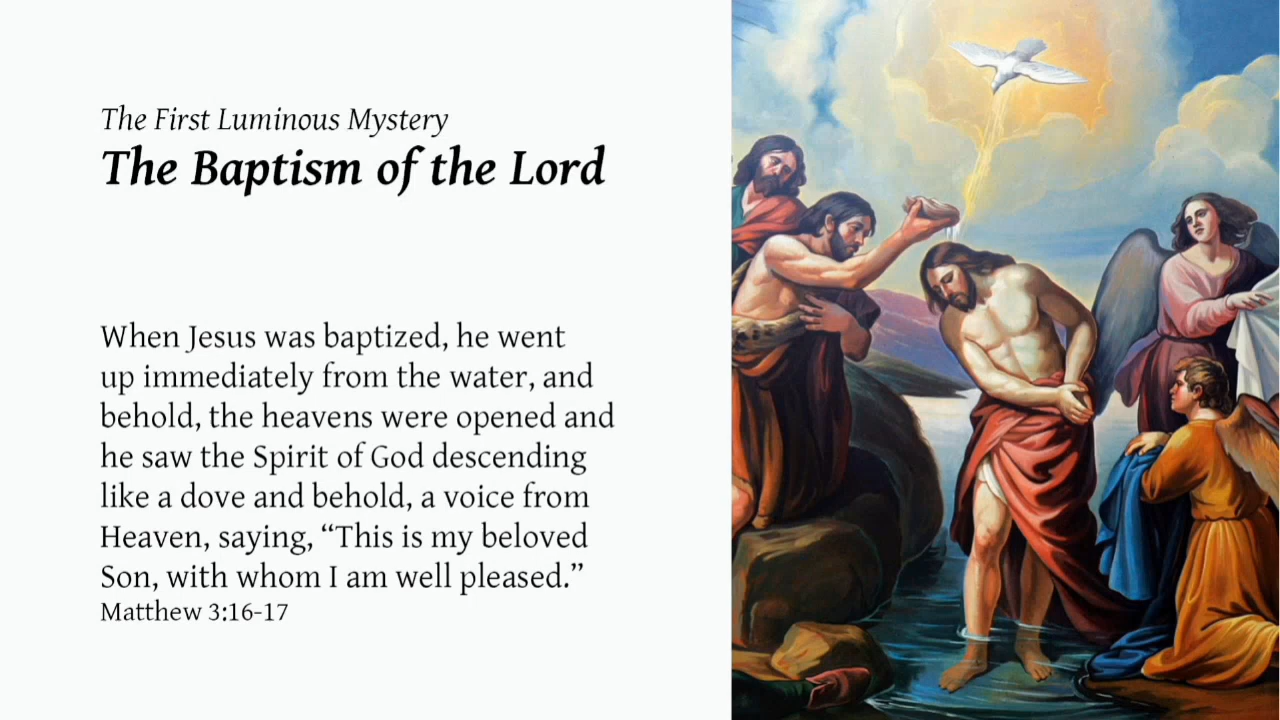 The First Luminous Mystery
The Baptism of the Lord
When Jesus was baptized, he went
up immediately from the water, and
behold, the heavens were opened and
he saw the Spirit of God descending
like a dove and behold, a voice from
Heaven, saying, “This is my beloved
Son, with whom I am well pleased.”
Matthew 3:16-17